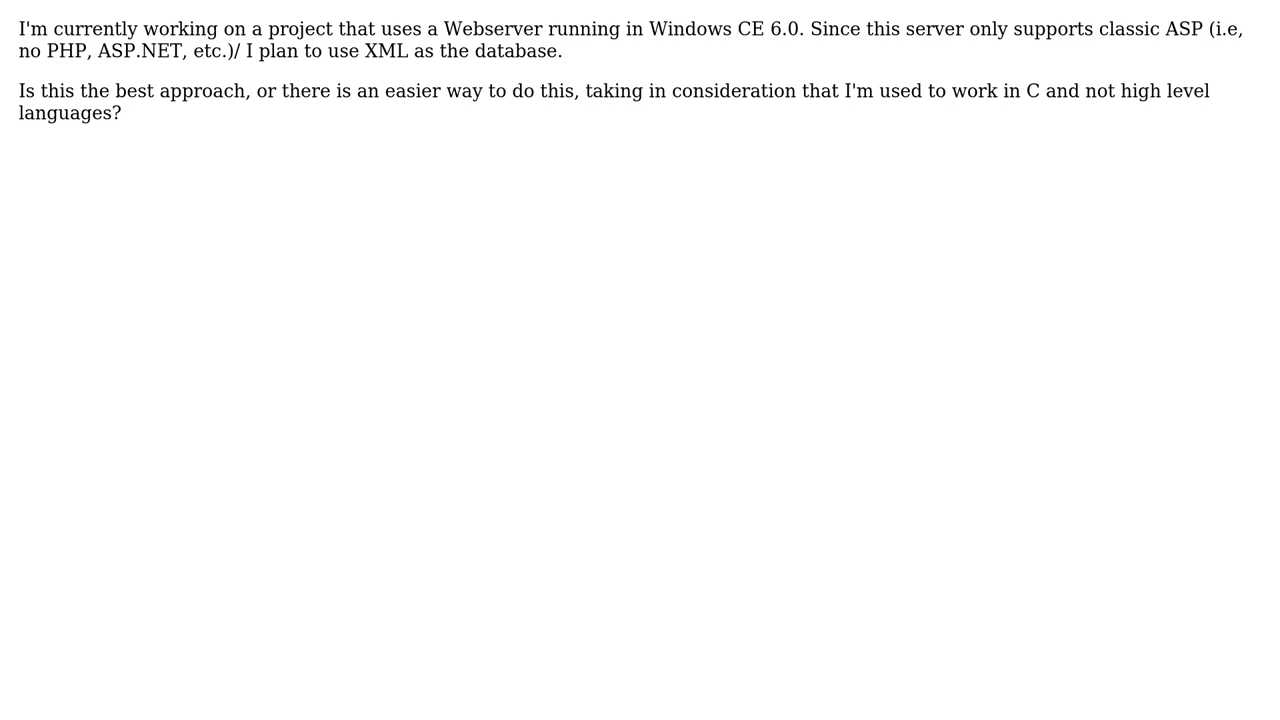 I'm currently working on a project that uses a Webserver running in Windows CE 6.0. Since this server only supports classic ASP (i.e,
no PHP, ASP.NET, etc.)/ I plan to use XML as the database.
Is this the best approach, or there is an easier way to do this, taking in consideration that I'm used to work in C and not high level
languages?